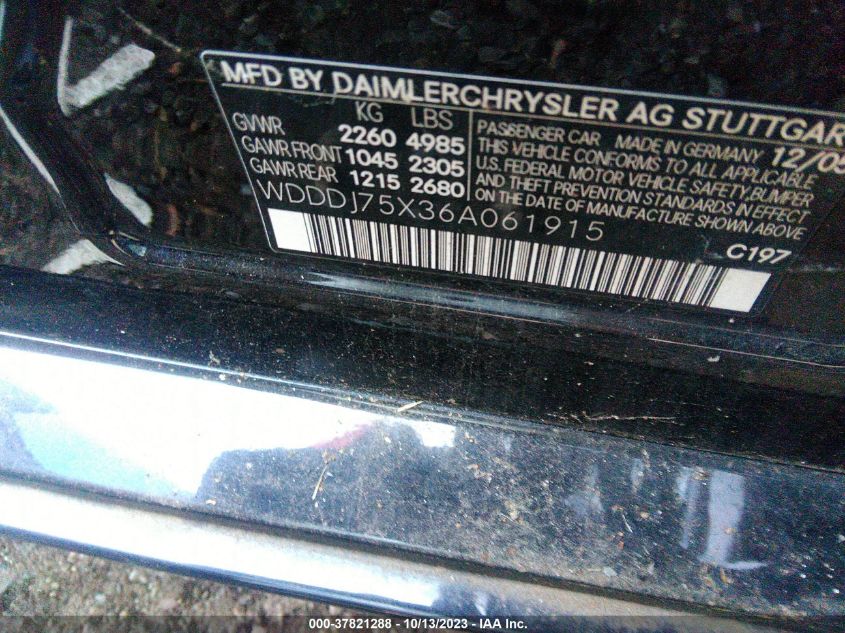 MFD BY DAIMLERCHRYSLER AG STUTTGAR
KG LBS
GVWR 2260 4985
GAWR FRONT 1045 2305
GAWR REAR 1215 2680
PASSENGER CAR MADE IN GERMANY 12/05
THIS VEHICLE CONFORMS TO ALL APPLICABLE
U.S. FEDERAL MOTOR VEHICLE SAFETY, BUMPER
AND THEFT PREVENTION STANDARDS IN EFFECT
ON THE DATE OF MANUFACTURE SHOWN ABOVE
WDDDJ75X36A061915
C197
000-37821288 - 10/13/2023 - IAA Inc.